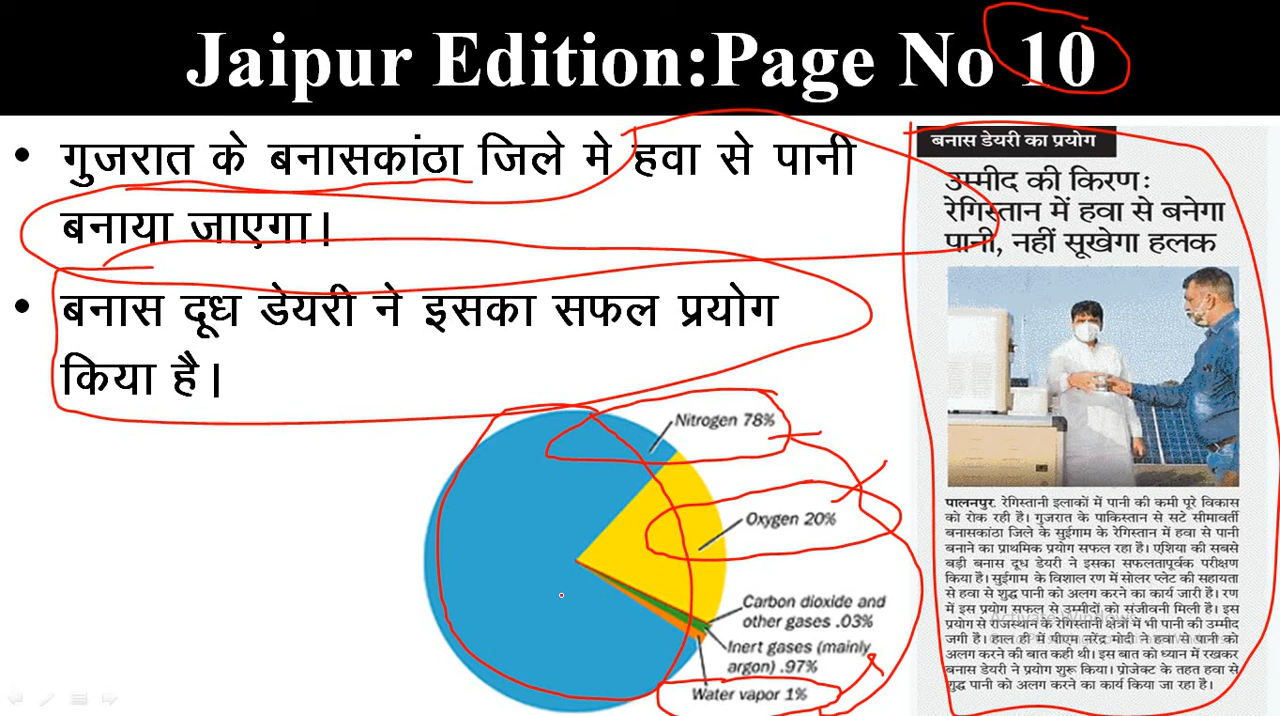 Jaipur Edition:Page No 10
• गुजरात के बनासकांठा जिले मे हवा से पानी
बनाया जाएगा।
• बनास दूध डेयरी ने इसका सफल प्रयोग
किया है।
Nitrogen 78%
Oxygen 20%
Carbon dioxide and
other gases .03%
Inert gases (mainly
argon) .97%
Water vapor 1%
बनास डेयरी का प्रयोग
उम्मीद की किरण:
रेगिस्तान में हवा से बनेगा
पानी, नहीं सूखेगा हलक
पालनपुर. रेगिस्तानी इलाकों में पानी की कमी पूरे विकास
को रोक रही है। गुजरात के पाकिस्तान से सटे सीमावर्ती
बनासकांठा जिले के सुईगाम के रेगिस्तान में हवा से पानी
बनाने का प्राथमिक प्रयोग सफल रहा है। एशिया की सबसे
बड़ी बनास दूध डेयरी ने इसका सफलतापूर्वक परीक्षण
किया है। सुईगाम के विशाल रण में सोलर प्लेट की सहायता
से हवा से शुद्ध पानी को अलग करने का कार्य जारी है। रण
में इस प्रयोग सफल से उम्मीदों को संजीवनी मिली है। इस
प्रयोग से राजस्थान के रेगिस्तानी क्षेत्रों में भी पानी की उम्मीद
जगी है। हाल ही में पीएम नरेंद्र मोदी ने हवा से पानी को
अलग करने की बात कही थी। इस बात को ध्यान में रखकर
बनास डेयरी ने प्रयोग शुरू किया। प्रोजेक्ट के तहत हवा से
शुद्ध पानी को अलग करने का कार्य किया जा रहा है।
Activate Windows